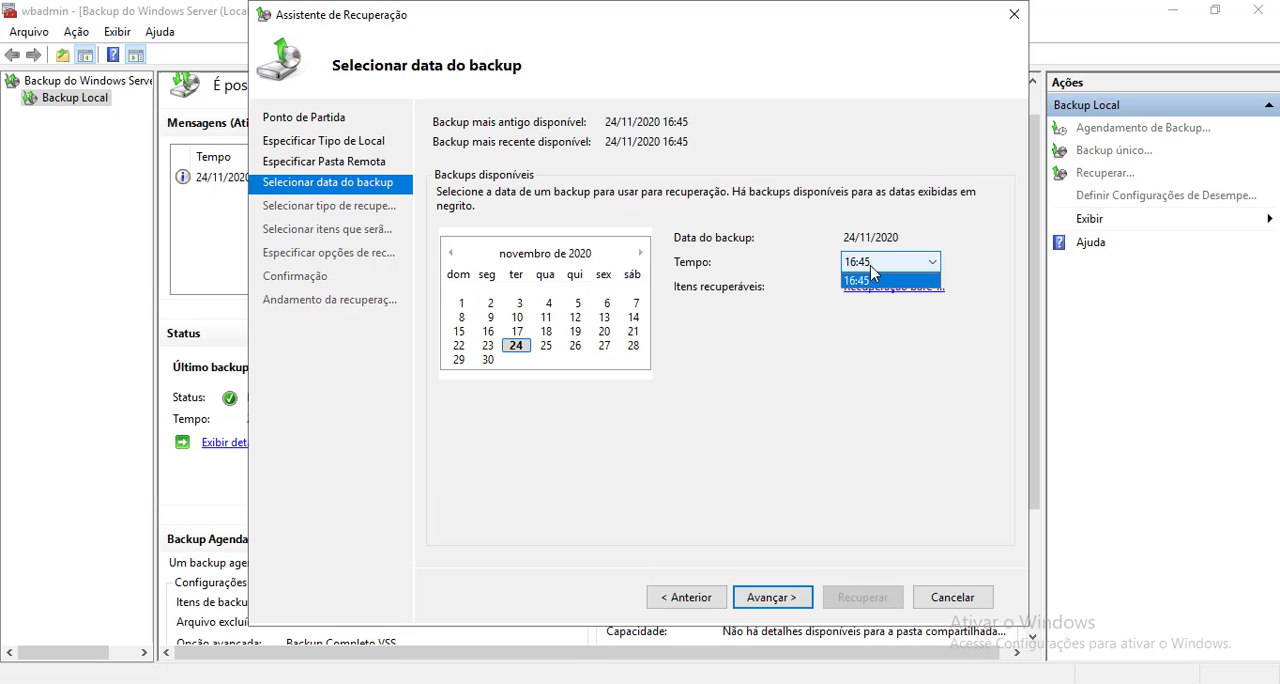 wbadmin - [Backup do Windows Server (Loca
Arquivo Ação Exibir Ajuda
Backup do Windows Serve
Backup Local
É pos
Mensagens (Ati
Tempo
24/11/2020
Status
Último backup
Status:
Tempo:
Exibir det
Backup Agenda
Um backup age
Configurações
Itens de backu
Arquivo exclui
Opção avançada: Backup Completo VSS
Capacidade: Não há detalhes disponíveis para a pasta compartilhada...
Assistente de Recuperação
Selecionar data do backup
Ponto de Partida
Especificar Tipo de Local
Especificar Pasta Remota
Selecionar data do backup
Selecionar tipo de recupe...
Selecionar itens que serã...
Especificar opções de rec...
Confirmação
Andamento da recuperaç...
Backup mais antigo disponível: 24/11/2020 16:45
Backup mais recente disponível: 24/11/2020 16:45
Backups disponíveis
Selecione a data de um backup para usar para recuperação. Há backups disponíveis para as datas exibidas em
negrito.
novembro de 2020
dom seg ter qua qui sex sáb
1 2 3 4 5 6 7
8 9 10 11 12 13 14
15 16 17 18 19 20 21
22 23 24 25 26 27 28
29 30
Data do backup: 24/11/2020
Tempo: 16:45
16:45
Itens recuperáveis:
< Anterior Avançar > Recuperar Cancelar
Ações
Backup Local
Agendamento de Backup...
Backup único...
Recuperar...
Definir Configurações de Desempe...
Exibir
Ajuda
Ativar o Windows
Acesse Configurações para ativar o Windows.